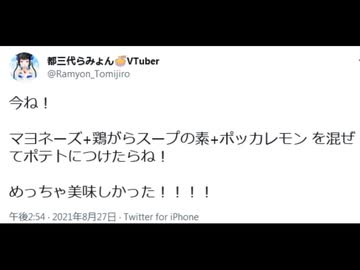 都三代らみょん🍊VTuber
@Ramyon_Tomijiro
今ね！
マヨネーズ+鶏がらスープの素+ポッカレモン を混ぜ
てポテトにつけたらね！
めっちゃ美味しかった！！！！
午後2:54 · 2021年8月27日 · Twitter for iPhone